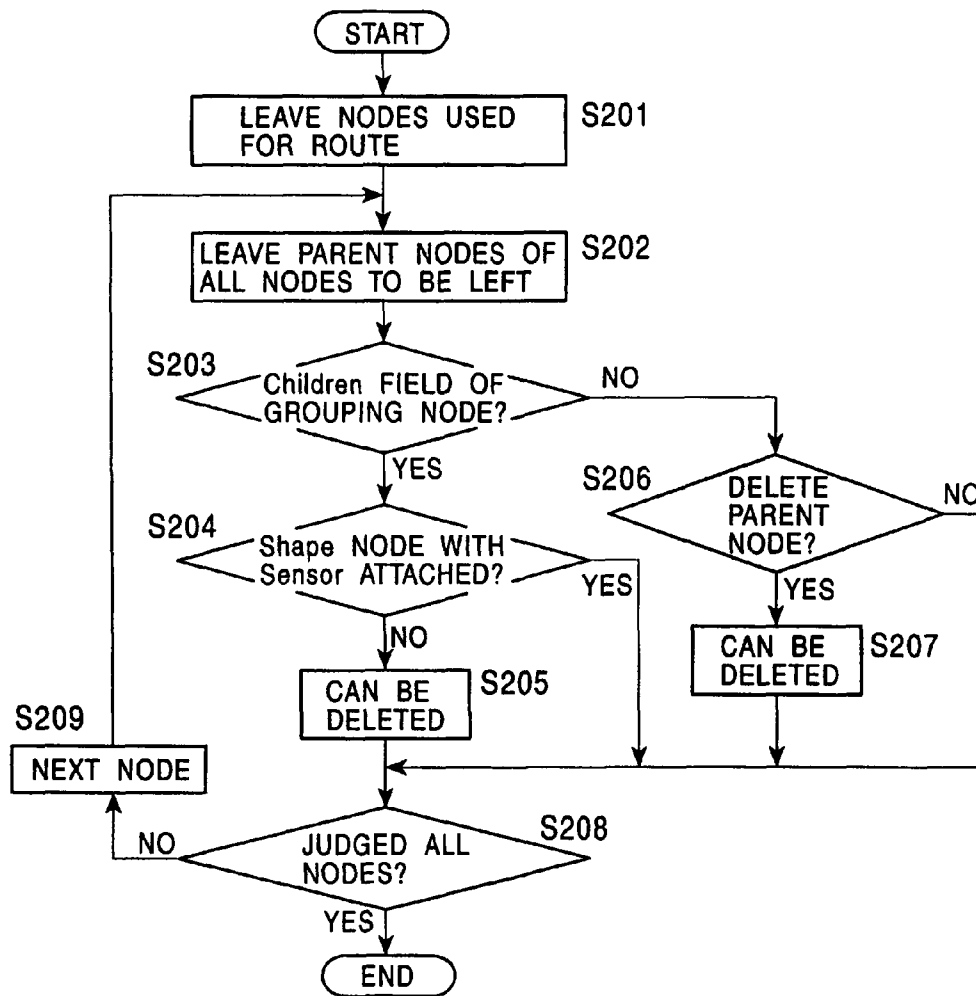 START
LEAVE NODES USED
FOR ROUTE
S201
LEAVE PARENT NODES OF
ALL NODES TO BE LEFT
S202
S203
Children FIELD OF
GROUPING NODE?
NO
YES
S204
Shape NODE WITH
Sensor ATTACHED?
YES
NO
S206
DELETE
PARENT
NODE?
NO
YES
CAN BE
DELETED
S205
CAN BE
DELETED
S207
S209
NEXT NODE
NO
JUDGED ALL
NODES?
S208
YES
END